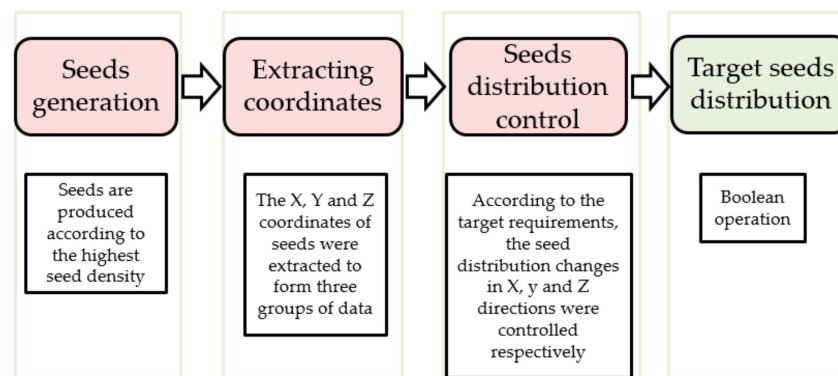 Seeds
generation
Extracting
coordinates
Seeds
distribution
control
Target seeds
distribution
Seeds are
produced
according to
the highest
seed density
The X, Y and Z
coordinates of
seeds were
extracted to
form three
groups of data
According to the
target requirements,
the seed
distribution changes
in X, y and Z
directions were
controlled
respectively
Boolean
operation